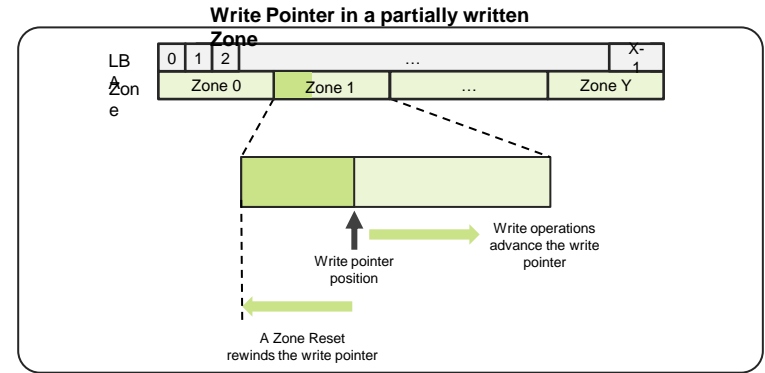 Write Pointer in a partially written
Zone
LB
A
0 1 2 … X-
1
Zon
e
Zone 0 Zone 1 … Zone Y
Write operations
advance the write
pointer
Write pointer
position
A Zone Reset
rewinds the write pointer